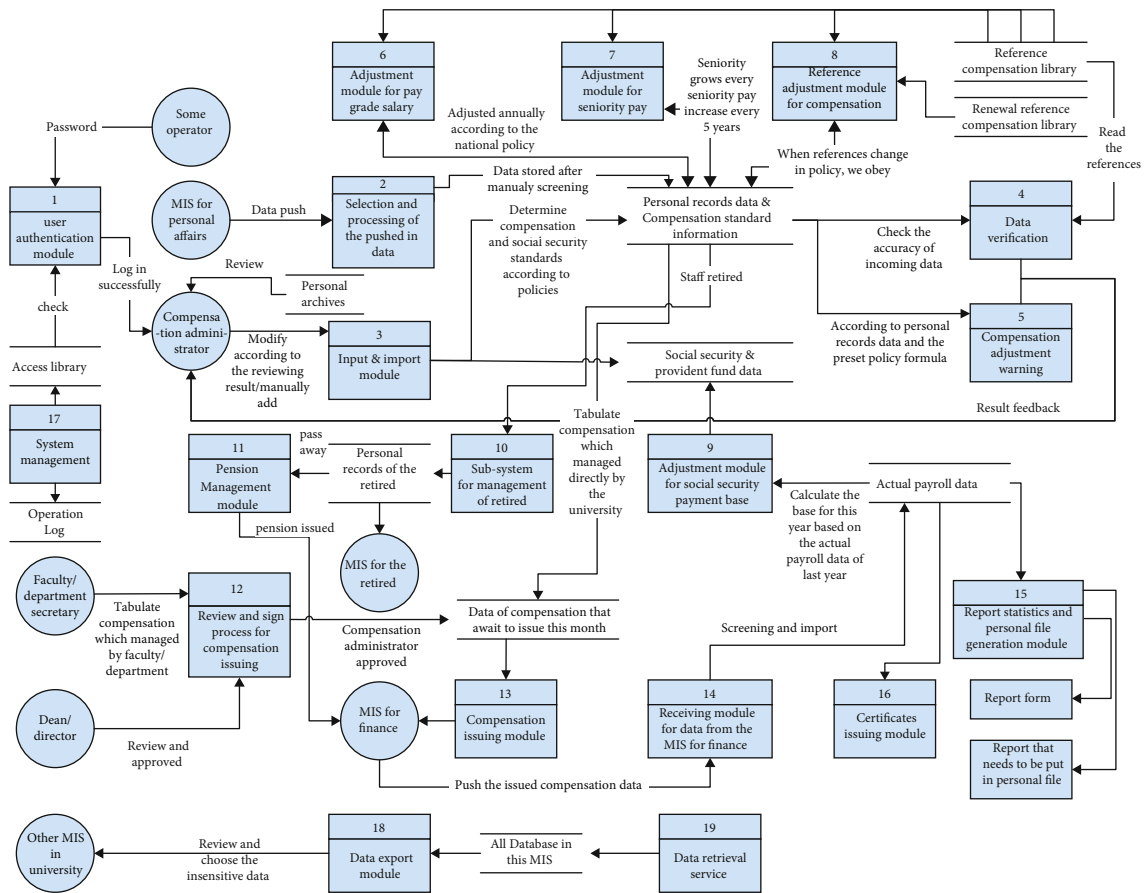 6
Adjustment
module for pay
grade salary
7
Adjustment
module for
seniority pay
Seniority
grows every
seniority pay
increase every
5 years
8
Reference
adjustment module
for compensation
Reference
compensation library
Renewal reference
compensation library
Read
the
references
Some
operator
Password
Adjusted annually
according to the
national policy
When references change
in policy, we obey
1
user
authentication
module
MIS for
personal
affairs
Data push
2
Selection and
processing of
the pushed in
data
Data stored after
manualy screening
Determine
compensation
and social security
standards
according to
policies
Personal records data &
Compensation standard
information
Check the
accuracy of
incoming data
4
Data
verification
Log in
successfully
Review
Personal
archives
Staff retired
check
Compensa
-tion admini-
strator
Modify
according to
the reviewing
result/manually
add
3
Input & import
module
Social security &
provident fund data
According to personal
records data and the
preset policy formula
5
Compensation
adjustment
warning
Access library
Result feedback
17
System
management
Operation
Log
11
Pension
Management
module
pass
away
Personal
records of the
retired
10
Sub-system
for management
of retired
Tabulate
compensation
which
managed
directly by
the
university
9
Adjustment module
for social security
payment base
Actual payroll data
Calculate the
base for this
year based on
the actual
payroll data of
last year
pension issued
MIS for the
retired
Faculty/
department
secretary
Tabulate
compensation
which managed
by faculty/
department
12
Review and sign
process for
compensation
issuing
Compensation
administrator
approved
Data of compensation that
await to issue this month
Screening and import
15
Report statistics and
personal file
generation module
Dean/
director
Review and
approved
MIS for
finance
13
Compensation
issuing module
14
Receiving module
for data from the
MIS for finance
16
Certificates
issuing module
Report form
Report that
needs to be put
in personal file
Push the issued compensation data
Other MIS
in
university
Review and
choose the
insensitive data
18
Data export
module
All Database in
this MIS
19
Data retrieval
service